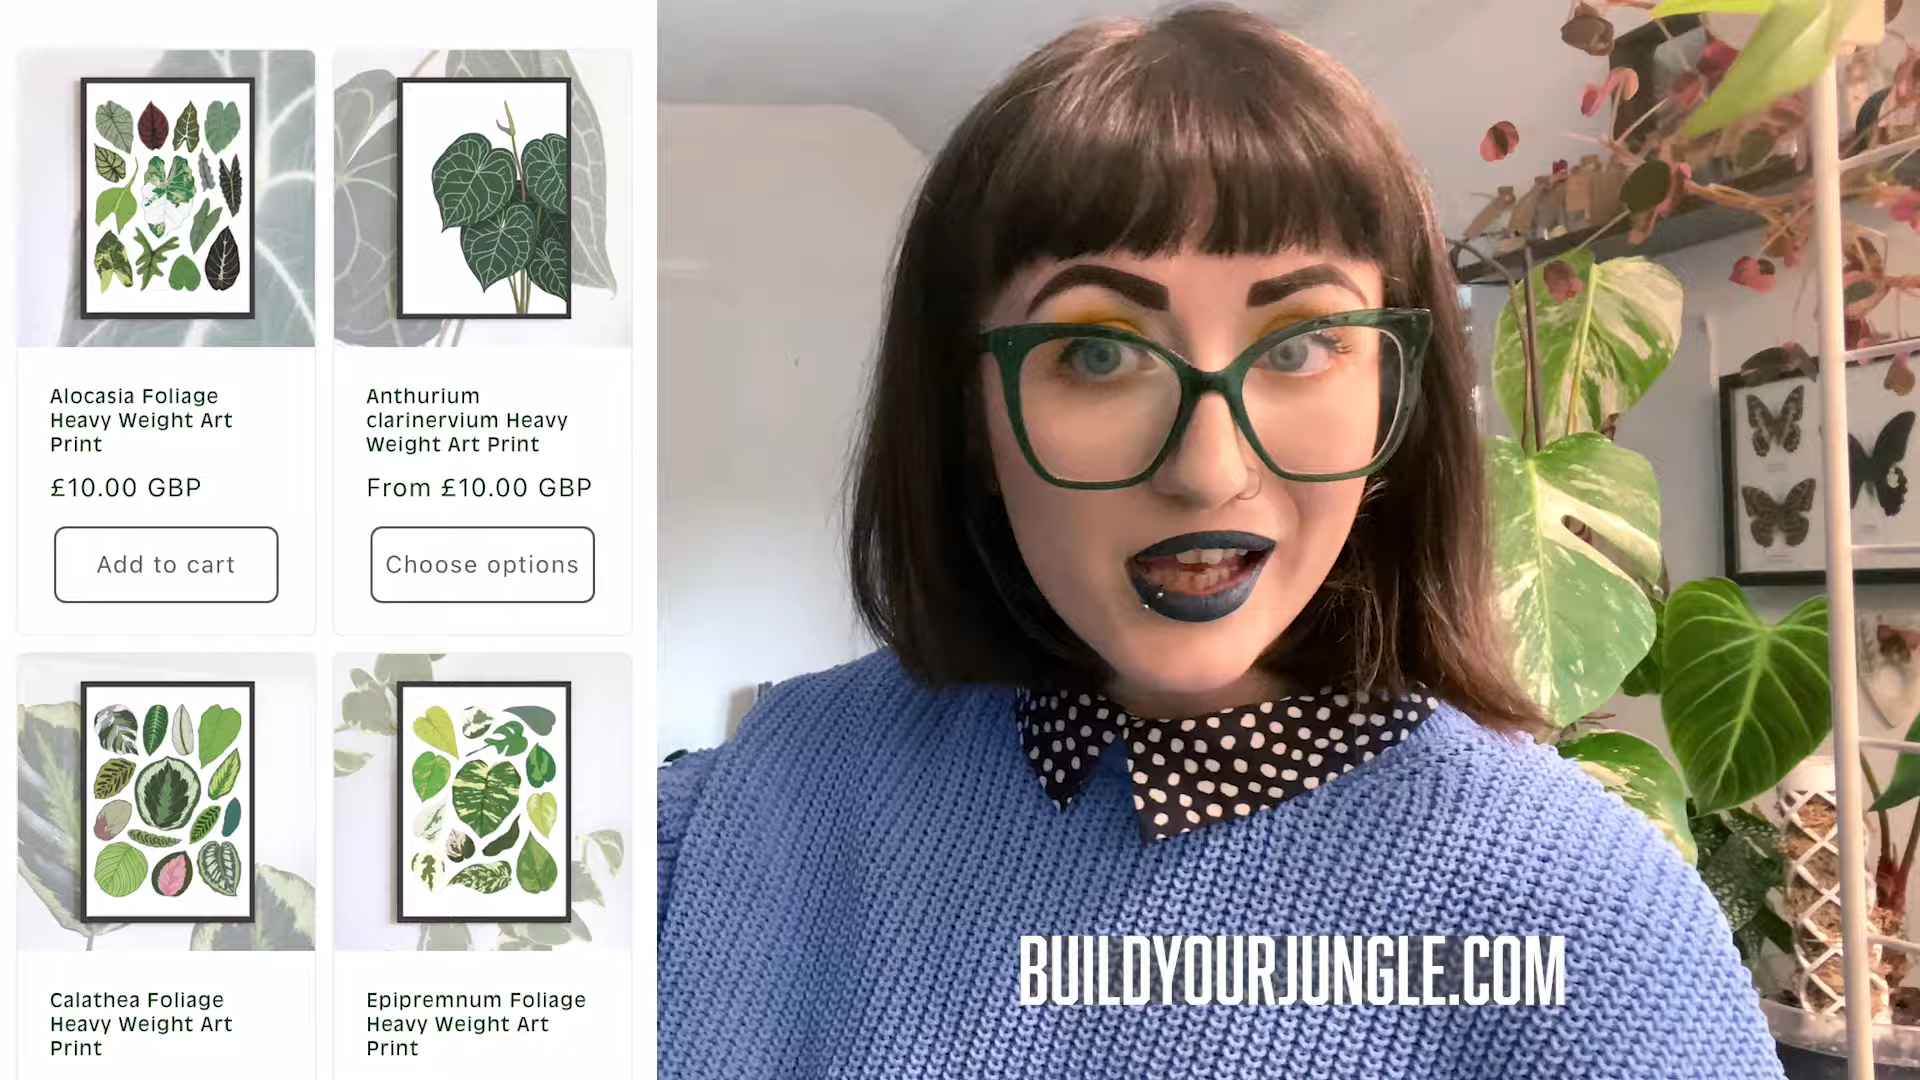 Alocasia Foliage
Heavy Weight Art
Print
£10.00 GBP
Add to cart
Anthurium
clarinervium Heavy
Weight Art Print
From £10.00 GBP
Choose options
Calathea Foliage
Heavy Weight Art
Print
Epipremnum Foliage
Heavy Weight Art
Print
BUILDYOURJUNGLE.COM